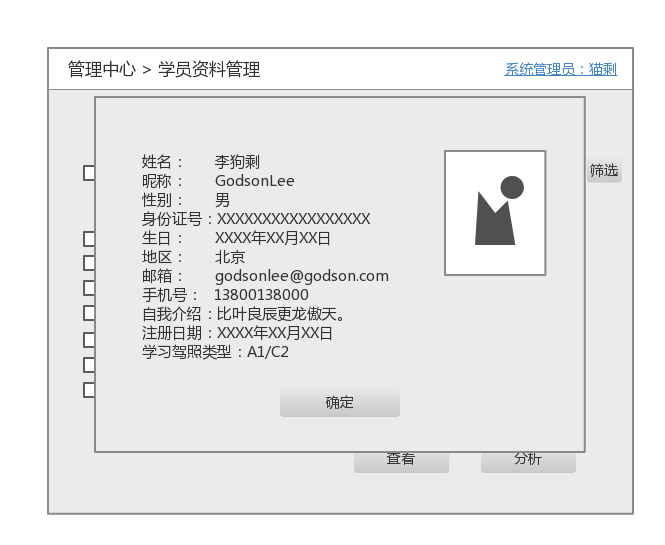 管理中心 > 学员资料管理
系统管理员：猫剩
筛选
姓名： 李狗剩
昵称： GodsonLee
性别： 男
身份证号：XXXXXXXXXXXXXXXXX
生日： XXXX年XX月XX日
地区： 北京
邮箱： godsonlee@godson.com
手机号： 13800138000
自我介绍：比叶良辰更龙傲天。
注册日期：XXXX年XX月XX日
学习驾照类型：A1/C2
确定
查看
分析